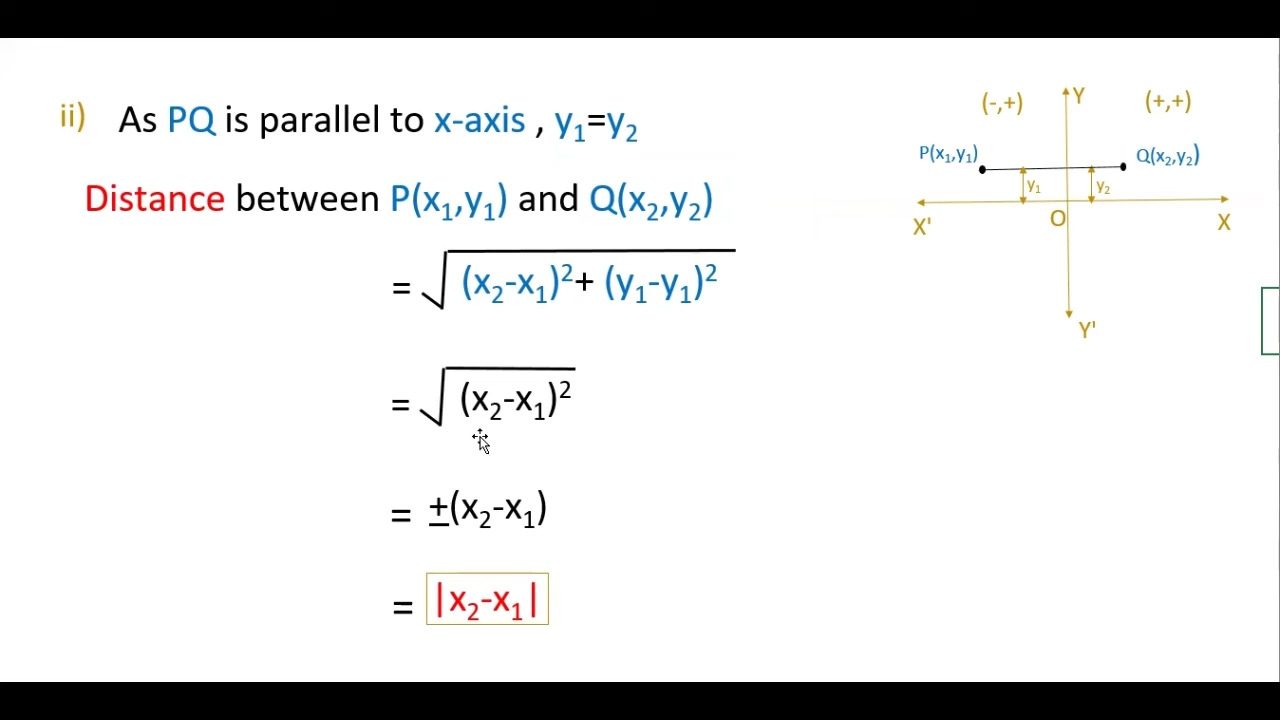 ii) As PQ is parallel to x-axis , y₁=y₂
Distance between P(x₁,y₁) and Q(x₂,y₂)
= √(x₂-x₁)²+ (y₁-y₁)²
= √(x₂-x₁)²
= ±(x₂-x₁)
= |x₂-x₁|
(-,+) Y (+,+)
P(x₁,y₁) Q(x₂,y₂)
y₁ y₂
X' O X
Y'